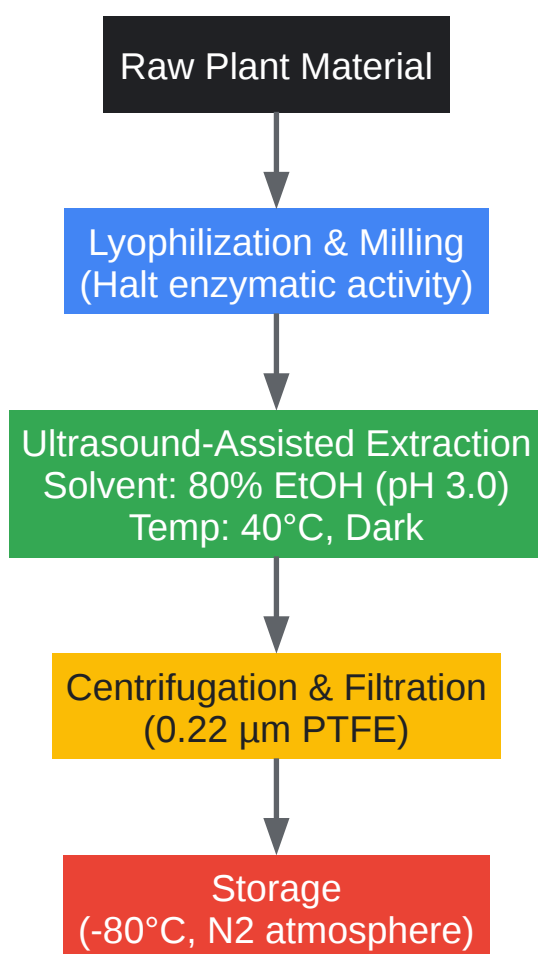 Raw Plant Material
Lyophilization & Milling
(Halt enzymatic activity)
Ultrasound-Assisted Extraction
Solvent: 80% EtOH (pH 3.0)
Temp: 40°C, Dark
Centrifugation & Filtration
(0.22 µm PTFE)
Storage
(-80°C, N2 atmosphere)